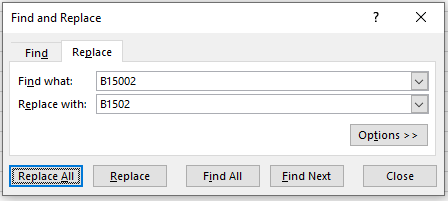 Find and Replace
Find Replace
Find what: B15002
Replace with: B1502
Options >>
Replace All Replace Find All Find Next Close